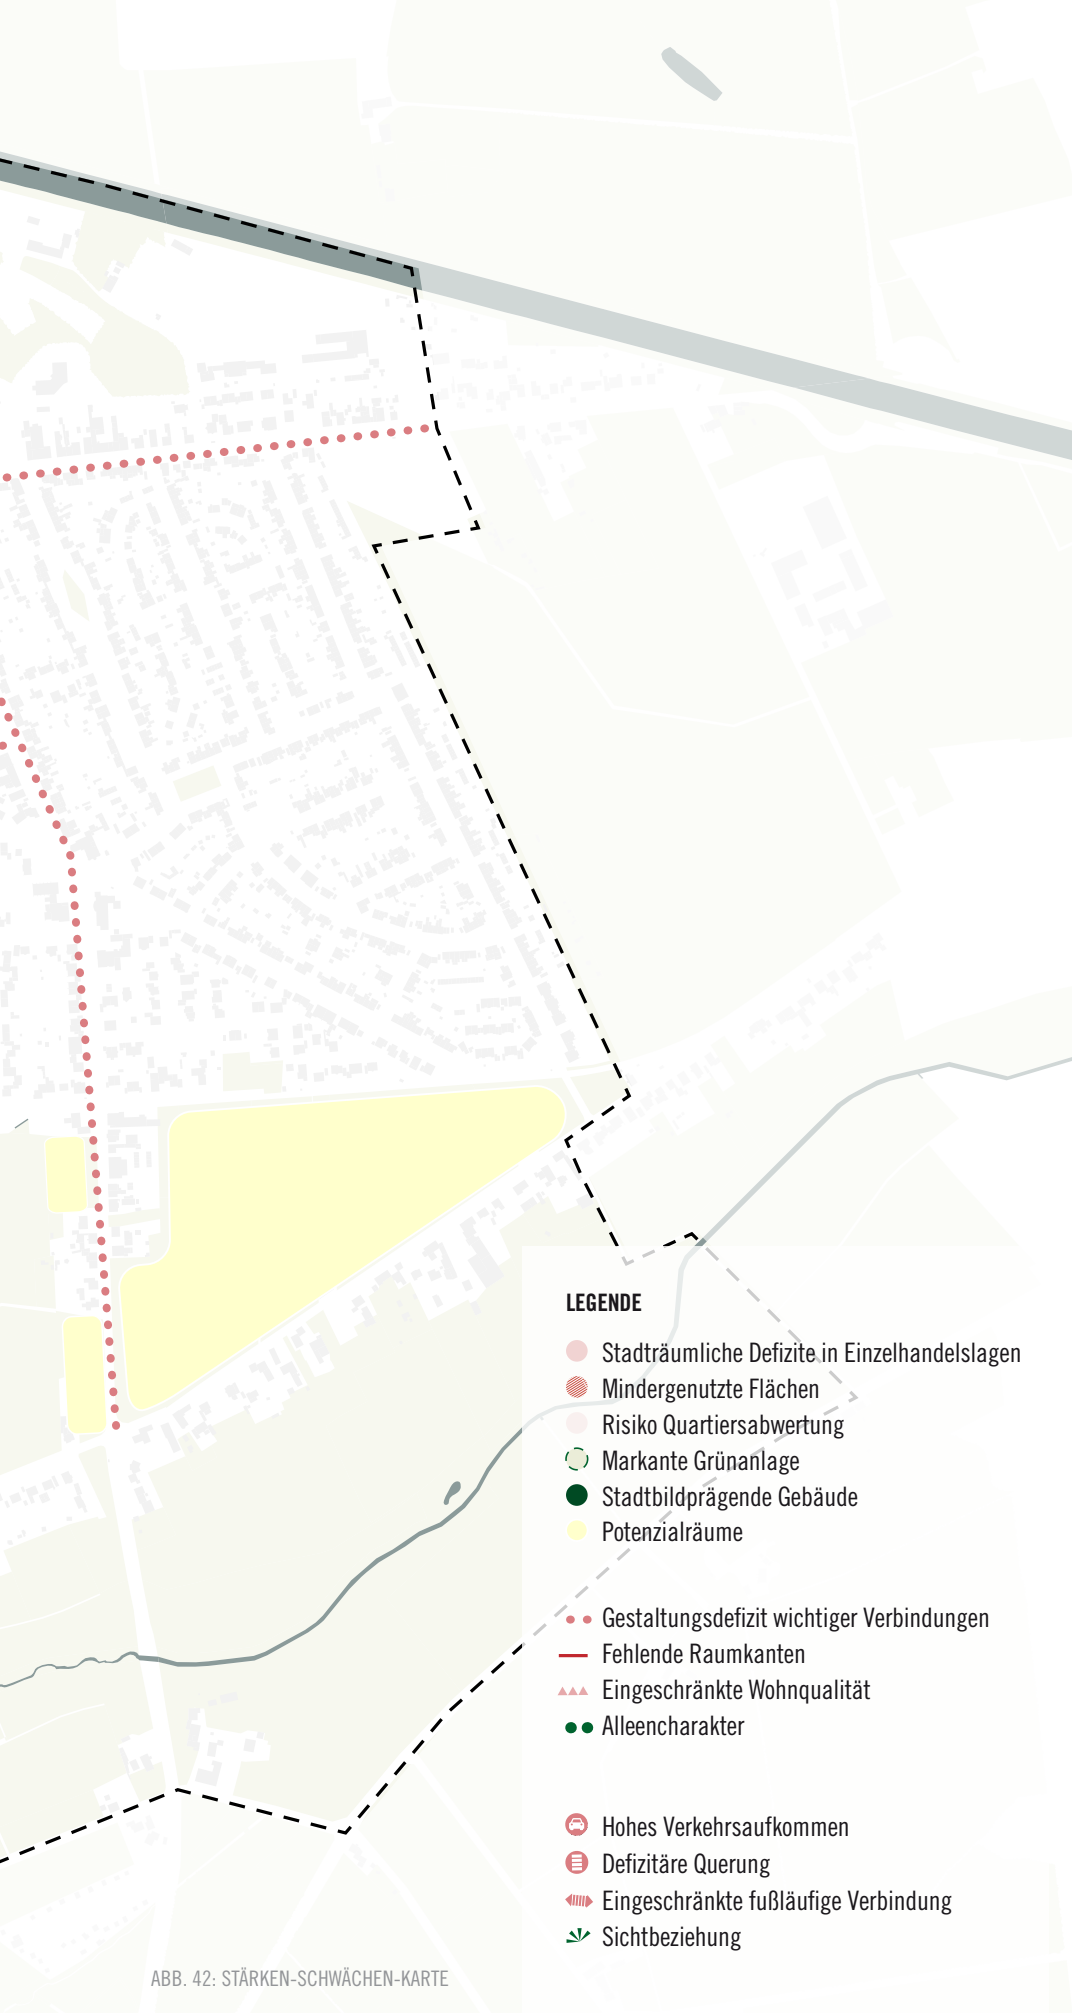 LEGENDE
Stadträumliche Defizite in Einzelhandelslagen
Mindergenutzte Flächen
Risiko Quartiersabwertung
Markante Grünanlage
Stadtbildprägende Gebäude
Potenzialräume
Gestaltungsdefizit wichtiger Verbindungen
Fehlende Raumkanten
Eingeschränkte Wohnqualität
Alleencharakter
Hohes Verkehrsaufkommen
Defizitäre Querung
Eingeschränkte fußläufige Verbindung
Sichtbeziehung
ABB. 42: STÄRKEN-SCHWÄCHEN-KARTE